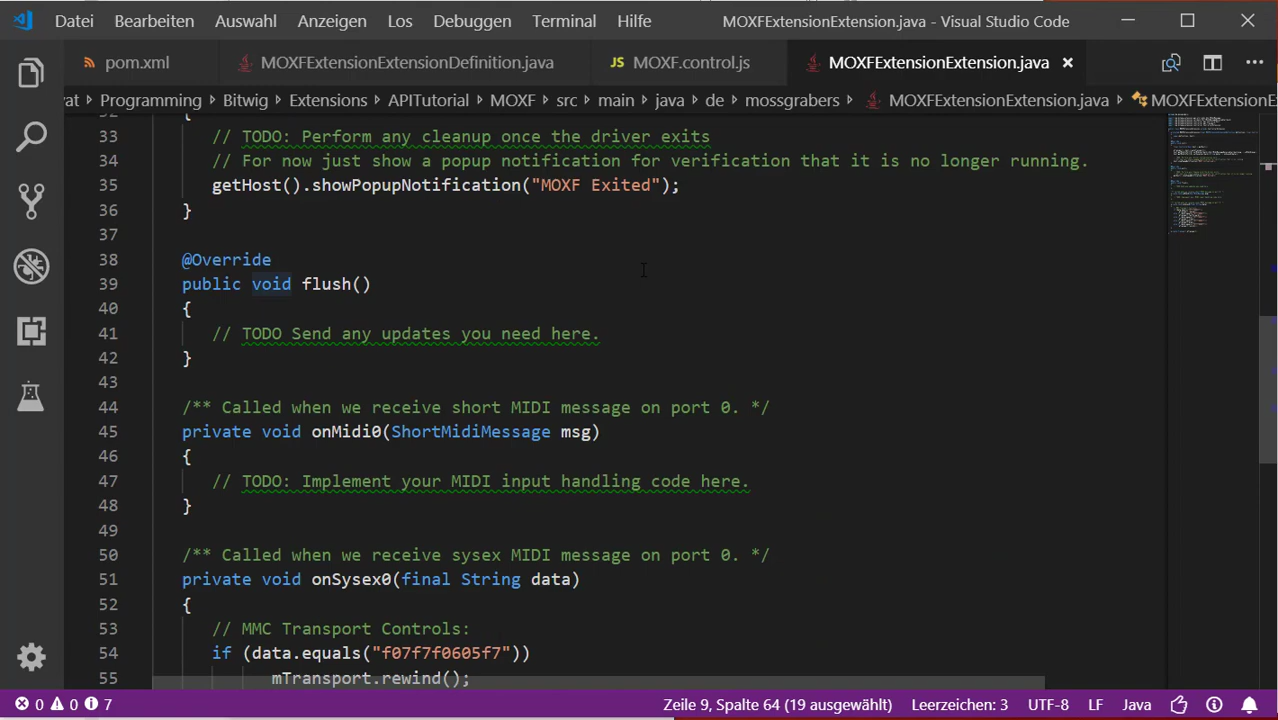 Datei Bearbeiten Auswahl Anzeigen Los Debuggen Terminal Hilfe MOXFExtensionExtension.java - Visual Studio Code
pom.xml MOXFExtensionExtensionDefinition.java JS MOXF.control.js MOXFExtensionExtension.java
vat Programming Bitwig Extensions APITutorial MOXF src main java de mossgrabers MOXFExtensionExtension.java MOXFExtensionE
32 {
33 // TODO: Perform any cleanup once the driver exits
34 // For now just show a popup notification for verification that it is no longer running.
35 getHost().showPopupNotification("MOXF Exited");
36 }
37
38 @Override
39 public void flush()
40 {
41 // TODO Send any updates you need here.
42 }
43
44 /** Called when we receive short MIDI message on port 0. */
45 private void onMidi0(ShortMidiMessage msg)
46 {
47 // TODO: Implement your MIDI input handling code here.
48 }
49
50 /** Called when we receive sysex MIDI message on port 0. */
51 private void onSysex0(final String data)
52 {
53 // MMC Transport Controls:
54 if (data.equals("f07f7f0605f7"))
55 mTransport.rewind();
0 0 7 Zeile 9, Spalte 64 (19 ausgewählt) Leerzeichen: 3 UTF-8 LF Java